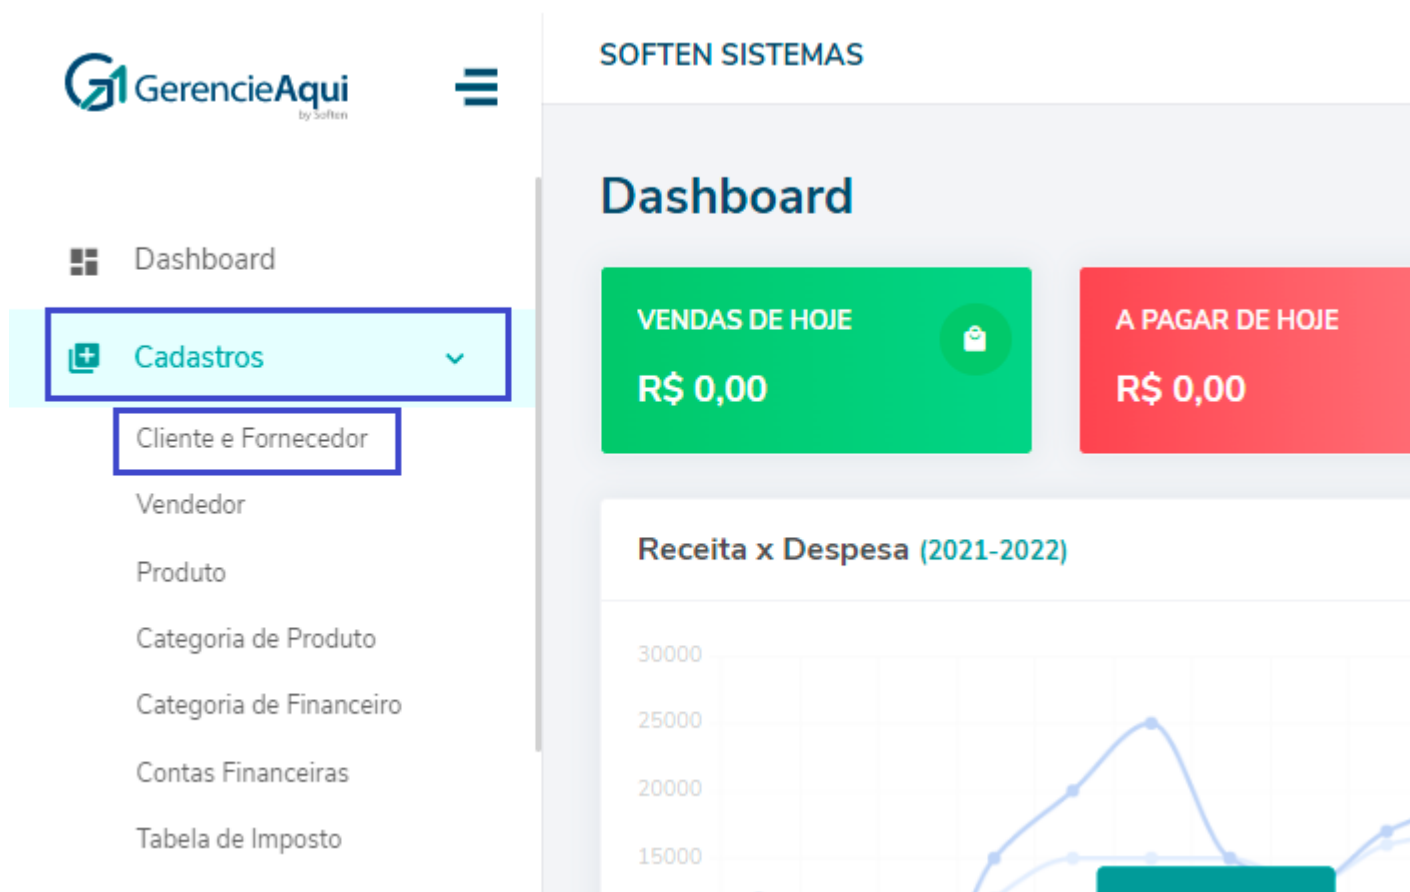 GerencieAqui
by Soften
SOFTEN SISTEMAS
Dashboard
Cadastros
Cliente e Fornecedor
Vendedor
Produto
Categoria de Produto
Categoria de Financeiro
Contas Financeiras
Tabela de Imposto
Dashboard
VENDAS DE HOJE
R$ 0,00
A PAGAR DE HOJE
R$ 0,00
Receita x Despesa (2021-2022)
30000
25000
20000
15000